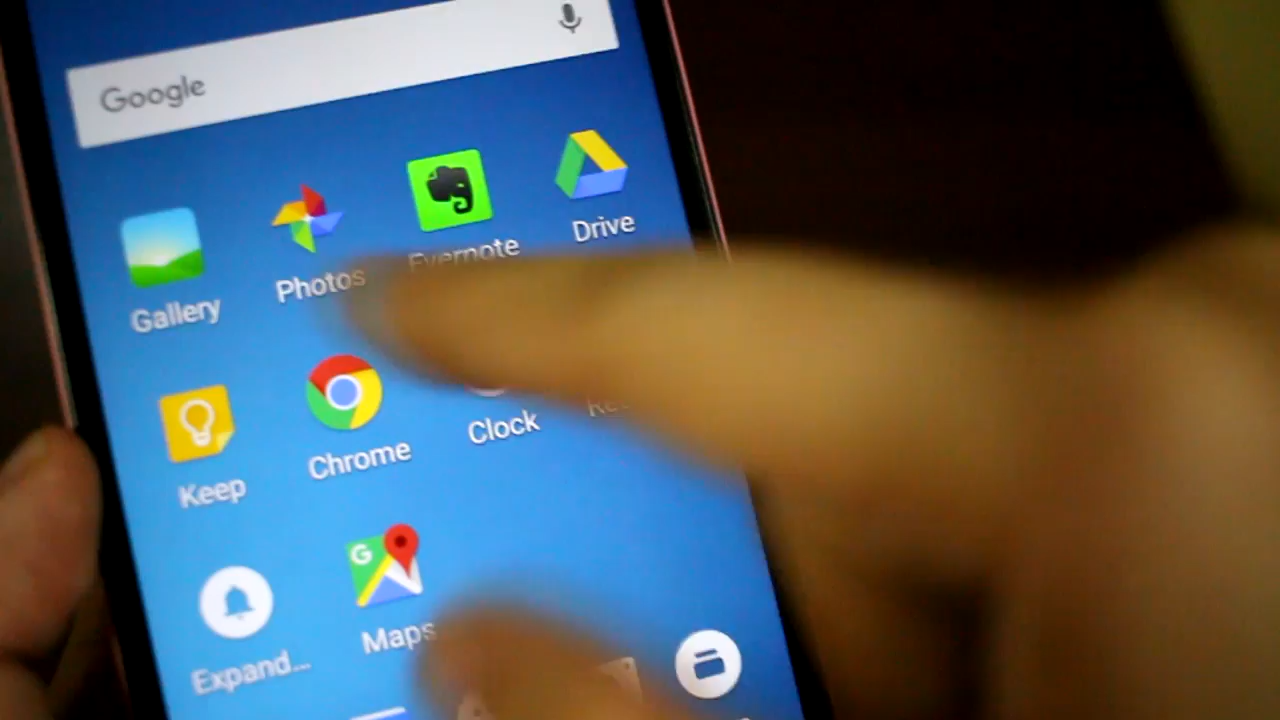 Google
Gallery
Photos
Evernote
Drive
Keep
Chrome
Clock
Expand...
G
Maps